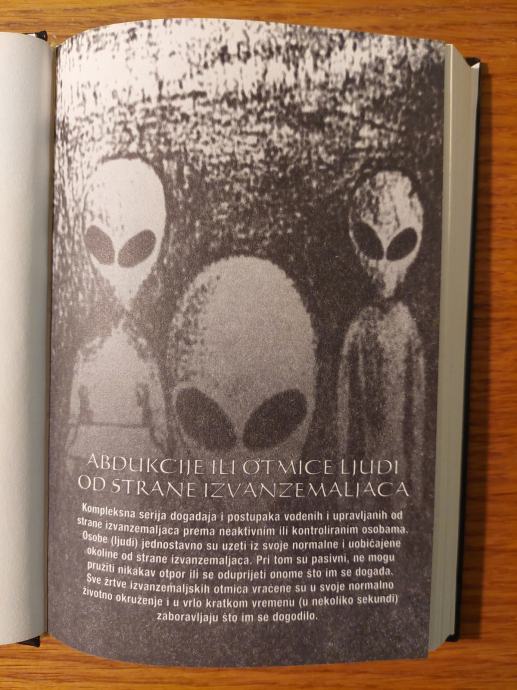 ABDUKCIJE ILI OTMICE LJUDI
OD STRANE IZVANZEMALJACA
Kompleksna serija događaja i postupaka vođenih i upravljanih od
strane izvanzemaljaca prema neaktivnim ili kontroliranim osobama.
Osobe (ljudi) jednostavno su uzeti iz svoje normalne i uobičajene
okoline od strane izvanzemaljaca. Pri tom su pasivni, ne mogu
pružiti nikakav otpor ili se oduprijeti onome što im se događa.
Sve žrtve izvanzemaljskih otmica vraćene su u svoje normalno
životno okruženje i u vrlo kratkom vremenu (u nekoliko sekundi)
zaboravljaju što im se dogodilo.